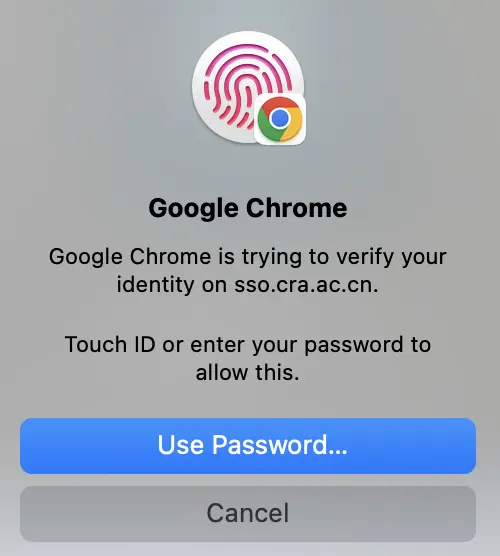 Google Chrome
Google Chrome is trying to verify your
identity on sso.cra.ac.cn.
Touch ID or enter your password to
allow this.
Use Password...
Cancel